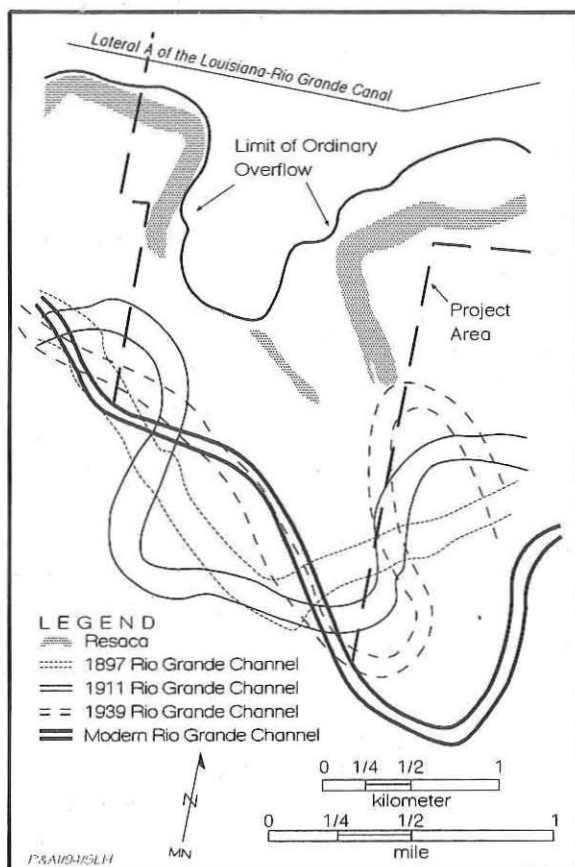 Lateral A of the Louisiana-Rio Grande Canal
Limit of Ordinary
Overflow
Project
Area
LEGEND
Resaca
1897 Rio Grande Channel
1911 Rio Grande Channel
1939 Rio Grande Channel
Modern Rio Grande Channel
N
MN
0 1/4 1/2 1
kilometer
0 1/4 1/2 1
mile